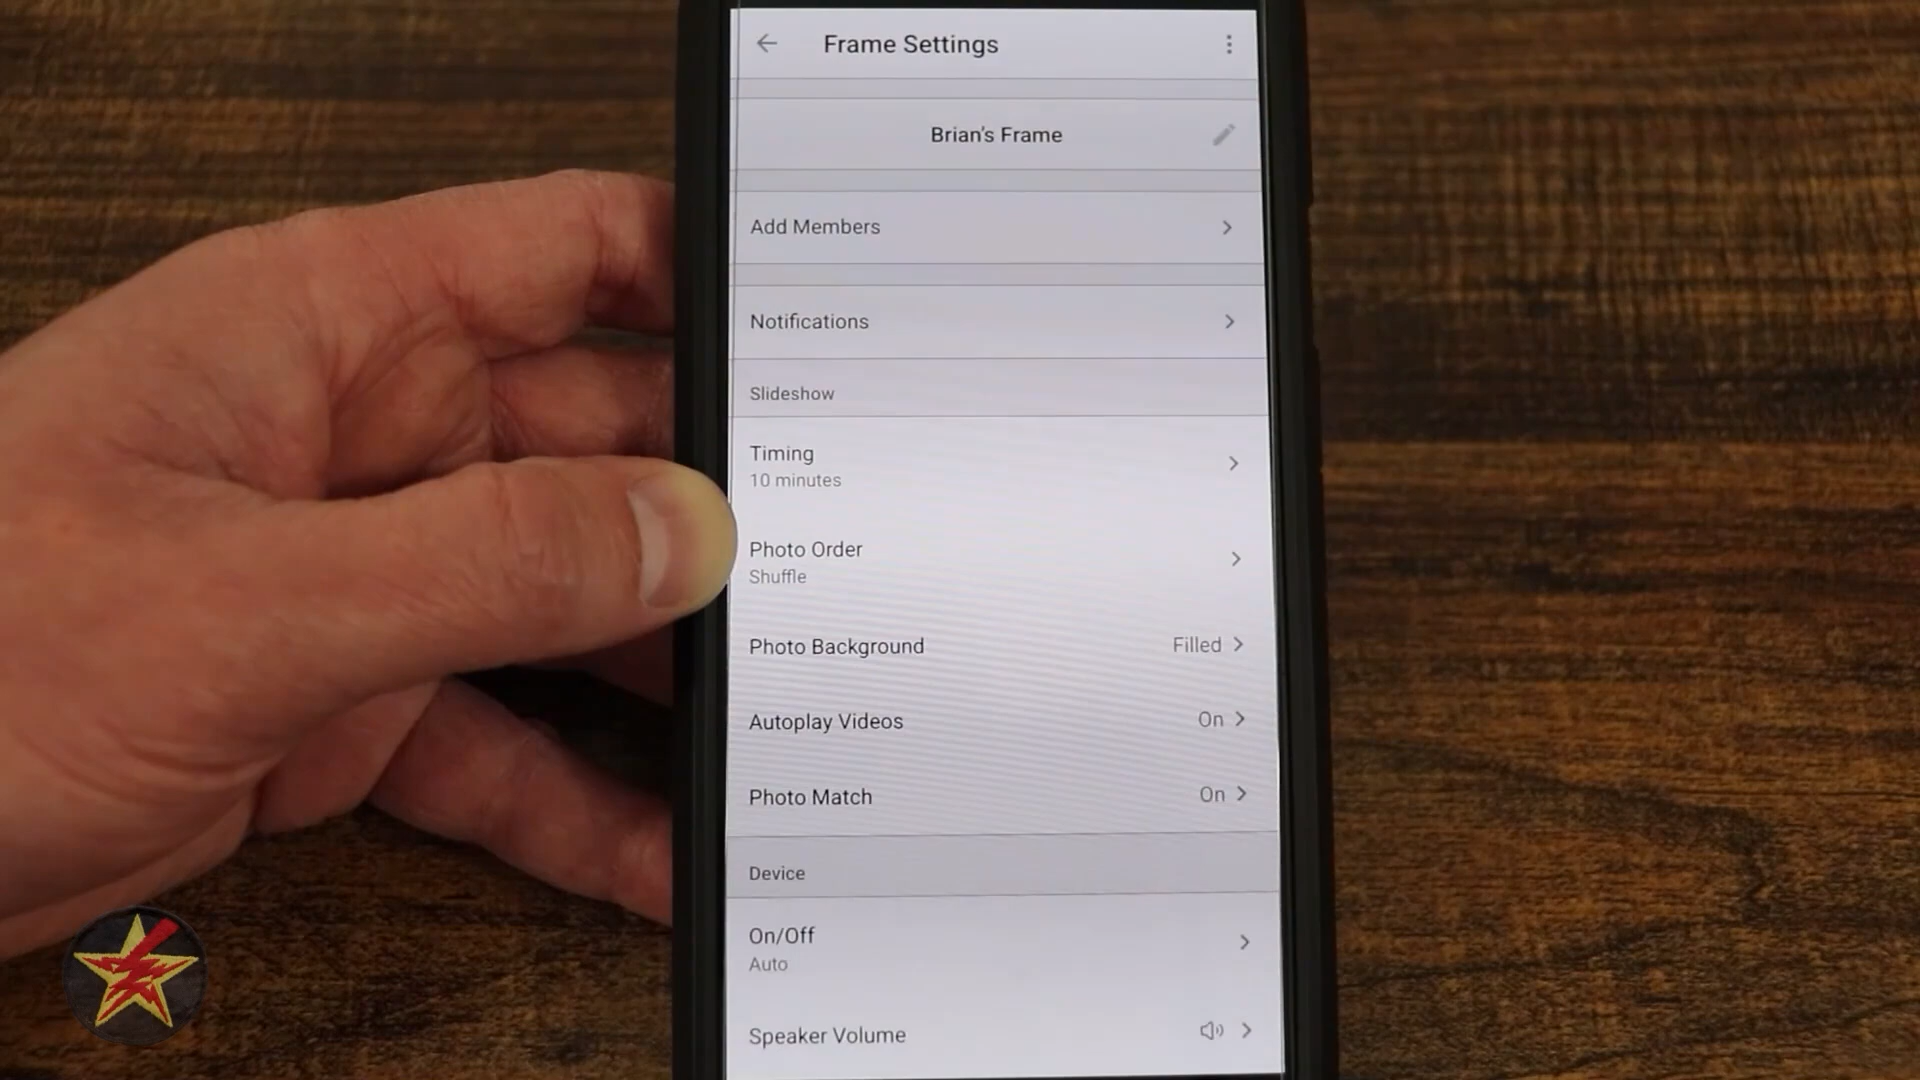 Frame Settings
Brian's Frame
Add Members
Notifications
Slideshow
Timing
10 minutes
Photo Order
Shuffle
Photo Background Filled
Autoplay Videos On
Photo Match On
Device
On/Off
Auto
Speaker Volume